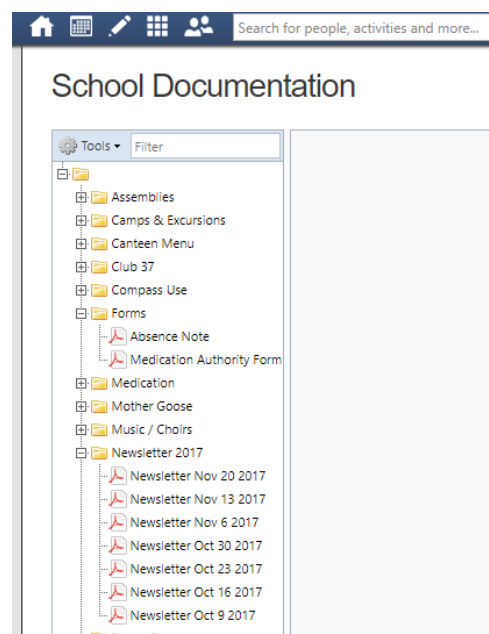 Search for people, activities and more...
School Documentation
Tools
Filter
Assemblies
Camps & Excursions
Canteen Menu
Club 37
Compass Use
Forms
Absence Note
Medication Authority Form
Medication
Mother Goose
Music / Choirs
Newsletter 2017
Newsletter Nov 20 2017
Newsletter Nov 13 2017
Newsletter Nov 6 2017
Newsletter Oct 30 2017
Newsletter Oct 23 2017
Newsletter Oct 16 2017
Newsletter Oct 9 2017